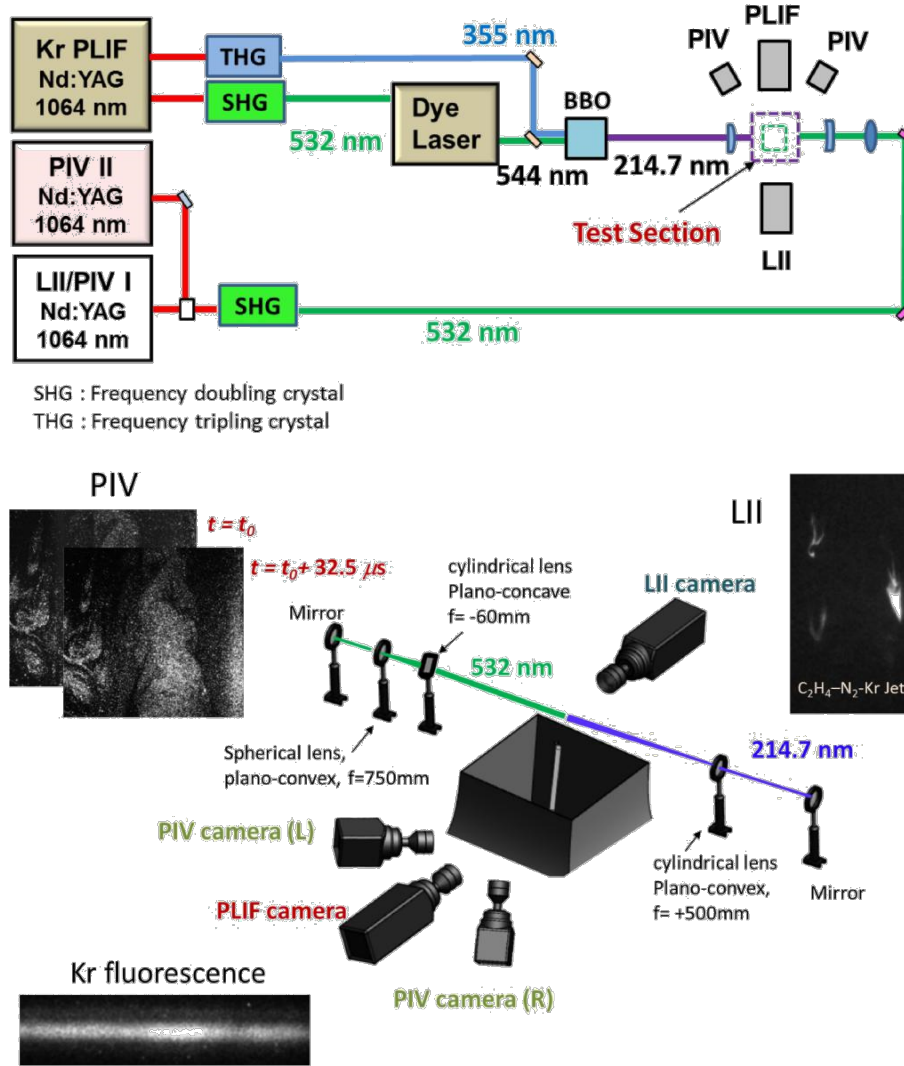 Kr PLIF
Nd:YAG
1064 nm
THG
SHG
355 nm
532 nm
Dye
Laser
544 nm
BBO
214.7 nm
PIV
PLIF
PIV
Test Section
LII
PIV II
Nd:YAG
1064 nm
LII/PIV I
Nd:YAG
1064 nm
SHG
532 nm
SHG : Frequency doubling crystal
THG : Frequency tripling crystal
PIV
t = t₀
t = t₀+ 32.5 µs
LII
C₂H₄–N₂-Kr Jet
Mirror
cylindrical lens
Plano-concave
f= -60mm
LII camera
532 nm
Spherical lens,
plano-convex, f=750mm
214.7 nm
PIV camera (L)
PLIF camera
PIV camera (R)
cylindrical lens
Plano-convex,
f= +500mm
Mirror
Kr fluorescence